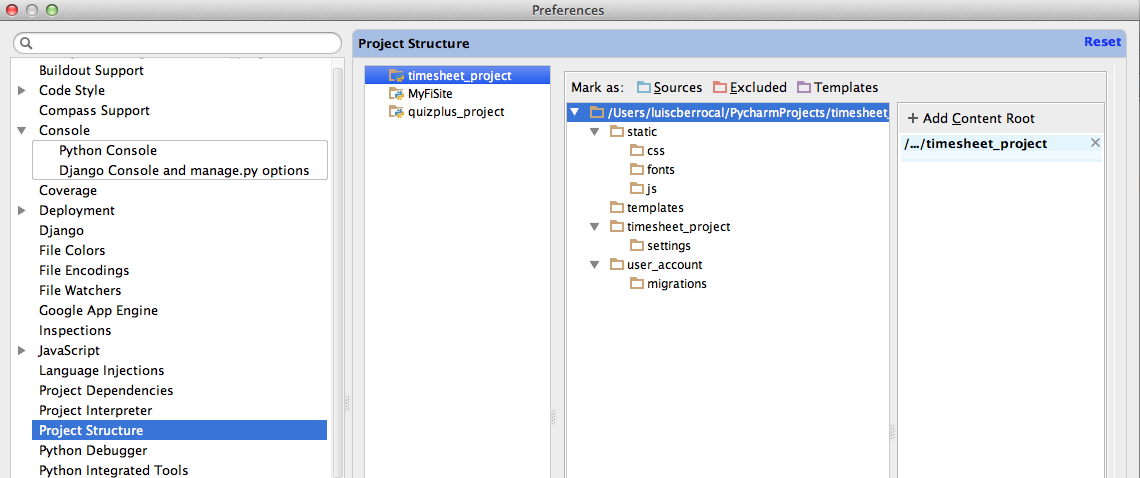 Preferences
Project Structure
Reset
Buildout Support
Code Style
Compass Support
Console
Python Console
Django Console and manage.py options
Coverage
Deployment
Django
File Colors
File Encodings
File Watchers
Google App Engine
Inspections
JavaScript
Language Injections
Project Dependencies
Project Interpreter
Project Structure
Python Debugger
Python Integrated Tools
timesheet_project
MyFiSite
quizplus_project
Mark as: Sources Excluded Templates
/Users/luiscberrocal/PycharmProjects/timesheet_
static
css
fonts
js
templates
timesheet_project
settings
user_account
migrations
+ Add Content Root
/.../timesheet_project